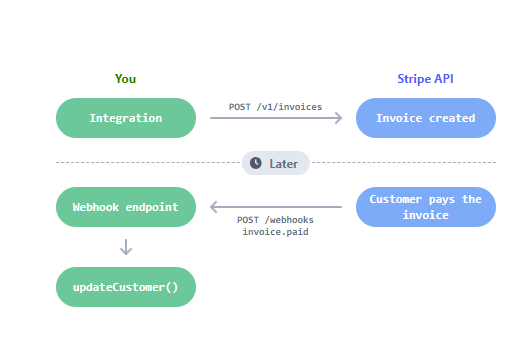 You
Stripe API
Integration
POST /v1/invoices
Invoice created
Later
Webhook endpoint
POST /webhooks
invoice.paid
Customer pays the
invoice
updateCustomer()